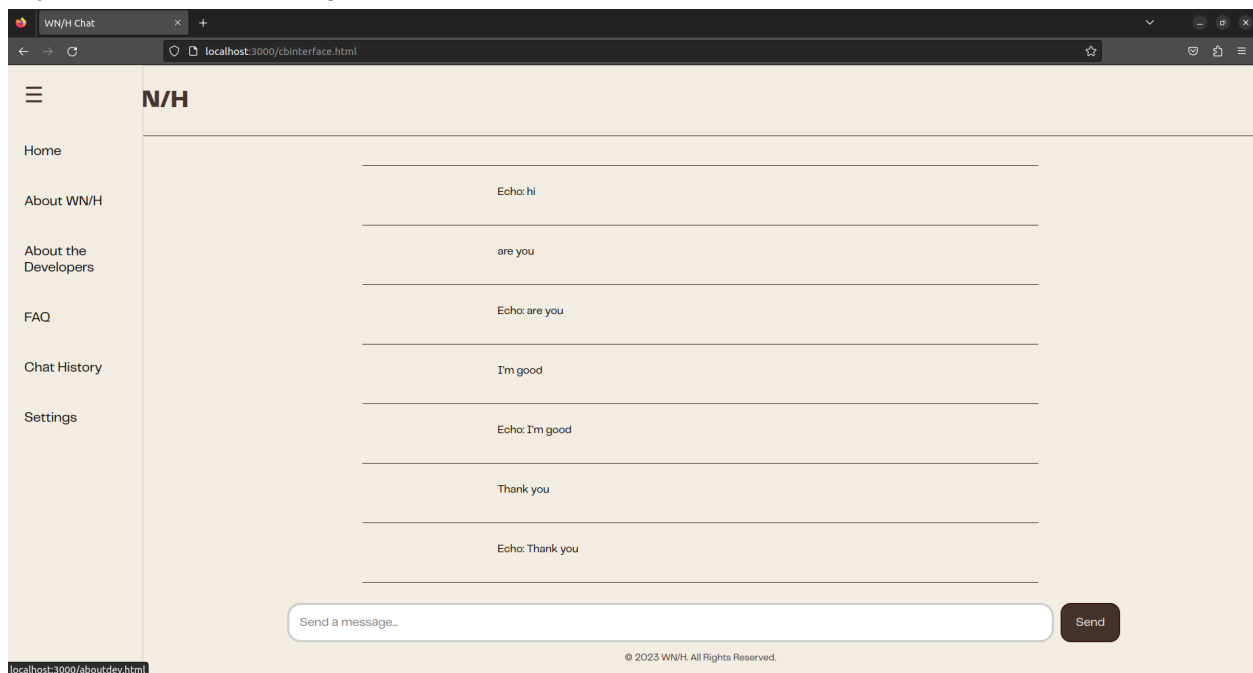 WN/H Chat
localhost:3000/cbinterface.html
N/H
Home
About WN/H
About the
Developers
FAQ
Chat History
Settings
Echo: hi
are you
Echo: are you
I'm good
Echo: I'm good
Thank you
Echo: Thank you
Send a message...
Send
© 2023 WN/H. All Rights Reserved.
localhost:3000/aboutdev.html